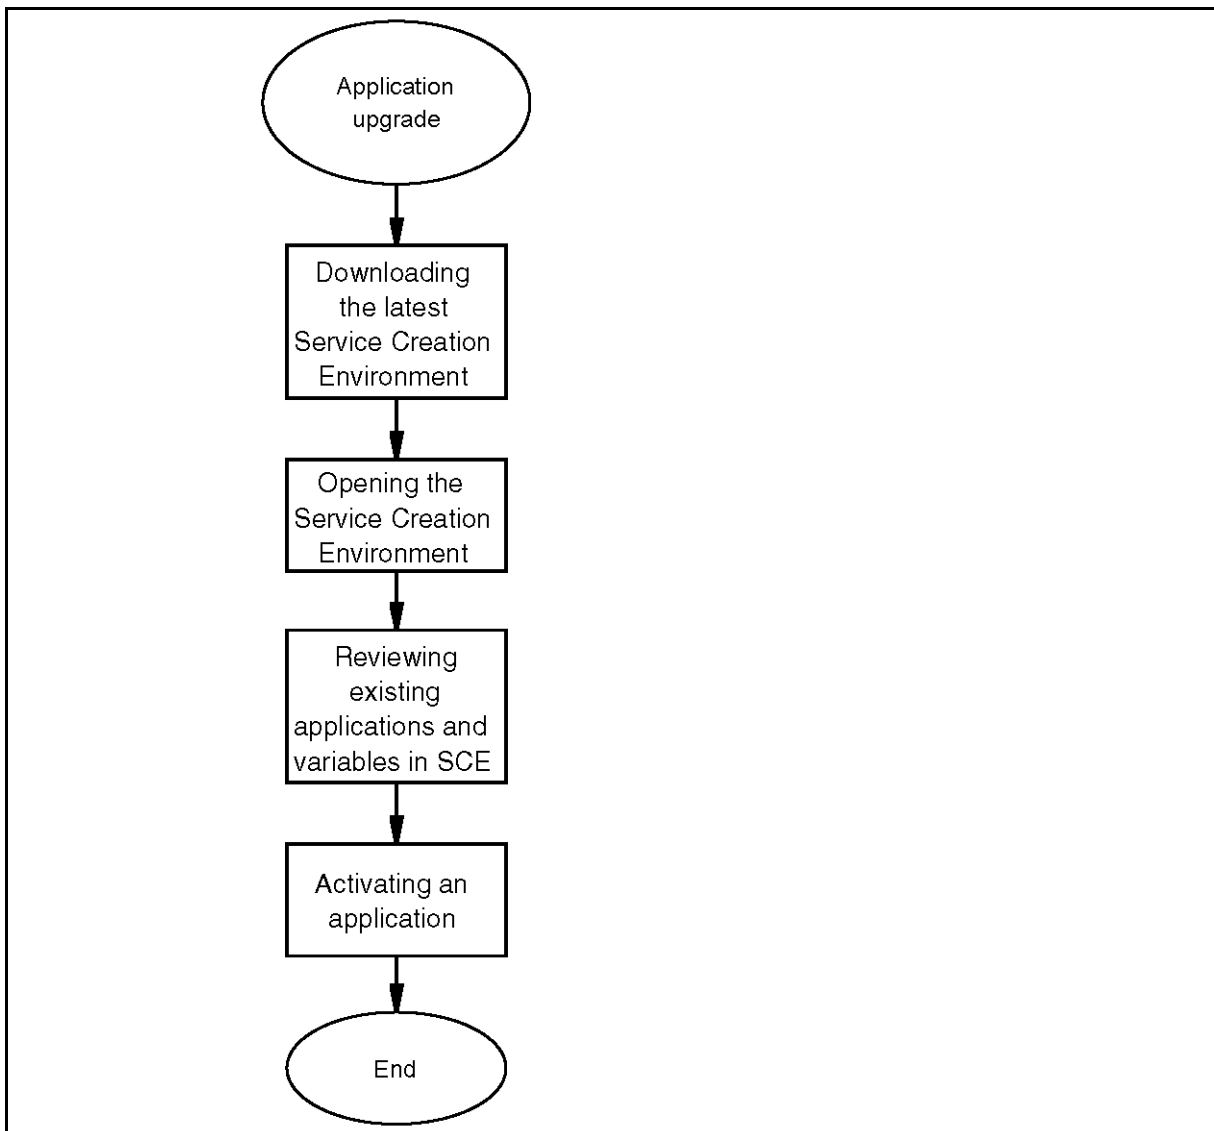 Application
upgrade
Downloading
the latest
Service Creation
Environment
Opening the
Service Creation
Environment
Reviewing
existing
applications and
variables in SCE
Activating an
application
End